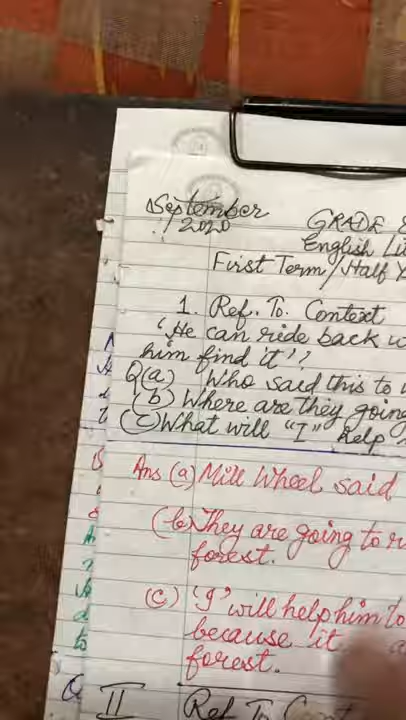 September
2020
GRADE
English
First Term/Half
1. Ref. To. Context
"He can ride back
him find it"?
Q(a) Who said this to
(b) Where are they going
(c) What will "I" help
Ans (a) Mill Wheel said
(b) They are going to
forest.
(c) 'I' will help him to
because it
forest.
II Ref. To